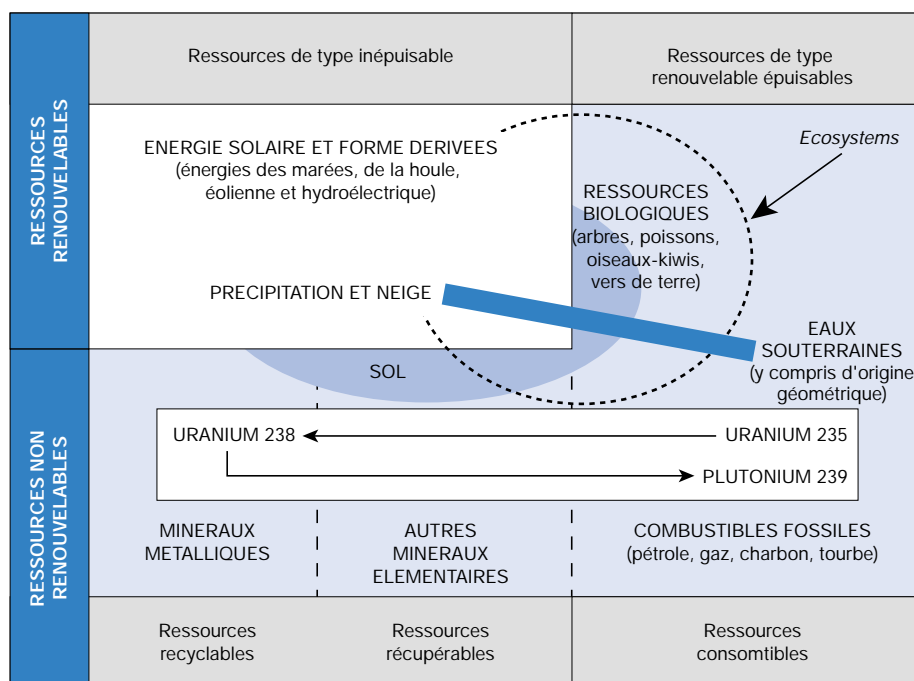 Ressources de type inépuisable
Ressources de type
renouvelable épuisables
RESSOURCES
RENOUVELABLES
ENERGIE SOLAIRE ET FORME DERIVEES
(énergies des marées, de la houle,
éolienne et hydroélectrique)
Ecosystems
RESSOURCES
BIOLOGIQUES
(arbres, poissons,
oiseaux-kiwis,
vers de terre)
PRECIPITATION ET NEIGE
EAUX
SOUTERRAINES
(y compris d'origine
géométrique)
SOL
RESSOURCES NON
RENOUVELABLES
URANIUM 238
URANIUM 235
PLUTONIUM 239
MINERAUX
METALLIQUES
AUTRES
MINERAUX
ELEMENTAIRES
COMBUSTIBLES FOSSILES
(pétrole, gaz, charbon, tourbe)
Ressources
recyclables
Ressources
récupérables
Ressources
consomtibles